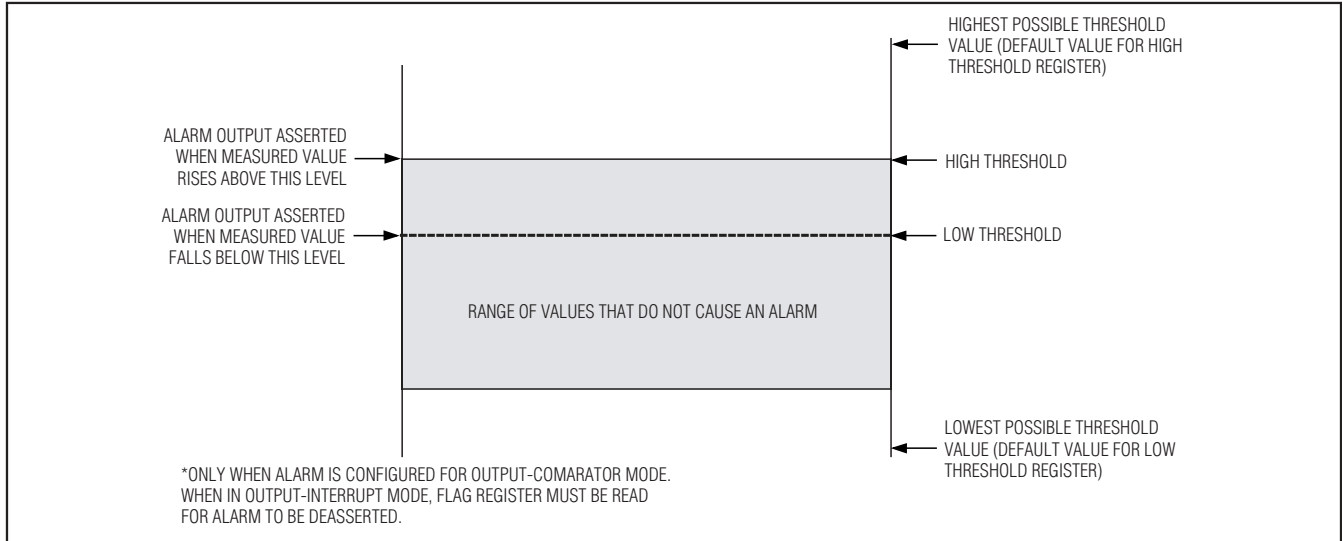 HIGHEST POSSIBLE THRESHOLD
VALUE (DEFAULT VALUE FOR HIGH
THRESHOLD REGISTER)
ALARM OUTPUT ASSERTED
WHEN MEASURED VALUE
RISES ABOVE THIS LEVEL
HIGH THRESHOLD
ALARM OUTPUT ASSERTED
WHEN MEASURED VALUE
FALLS BELOW THIS LEVEL
LOW THRESHOLD
RANGE OF VALUES THAT DO NOT CAUSE AN ALARM
LOWEST POSSIBLE THRESHOLD
VALUE (DEFAULT VALUE FOR LOW
THRESHOLD REGISTER)
*ONLY WHEN ALARM IS CONFIGURED FOR OUTPUT-COMARATOR MODE.
WHEN IN OUTPUT-INTERRUPT MODE, FLAG REGISTER MUST BE READ
FOR ALARM TO BE DEASSERTED.